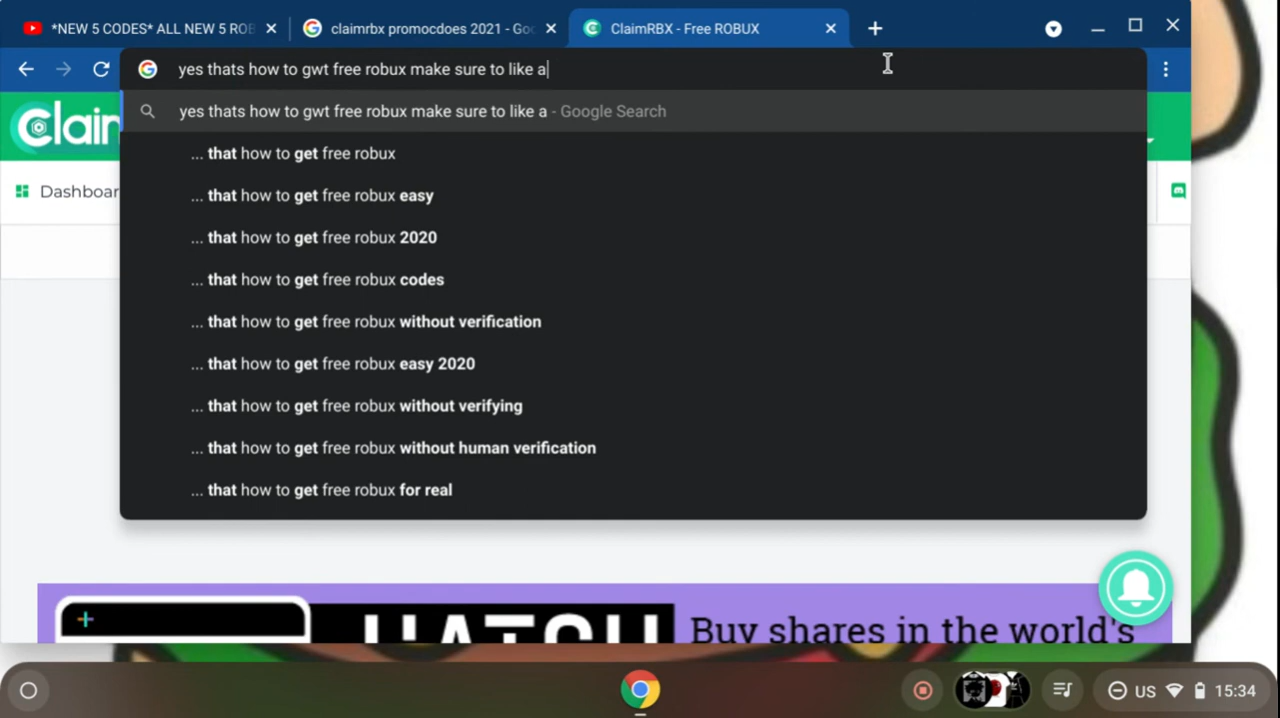 *NEW 5 CODES* ALL NEW 5 ROB
claimrbx promocdoes 2021 - Goo
ClaimRBX - Free ROBUX
yes thats how to gwt free robux make sure to like a
yes thats how to gwt free robux make sure to like a - Google Search
Claim
... that how to get free robux
Dashboar
... that how to get free robux easy
... that how to get free robux 2020
... that how to get free robux codes
... that how to get free robux without verification
... that how to get free robux easy 2020
... that how to get free robux without verifying
... that how to get free robux without human verification
... that how to get free robux for real
HATCH
Buy shares in the world's
US
15:34